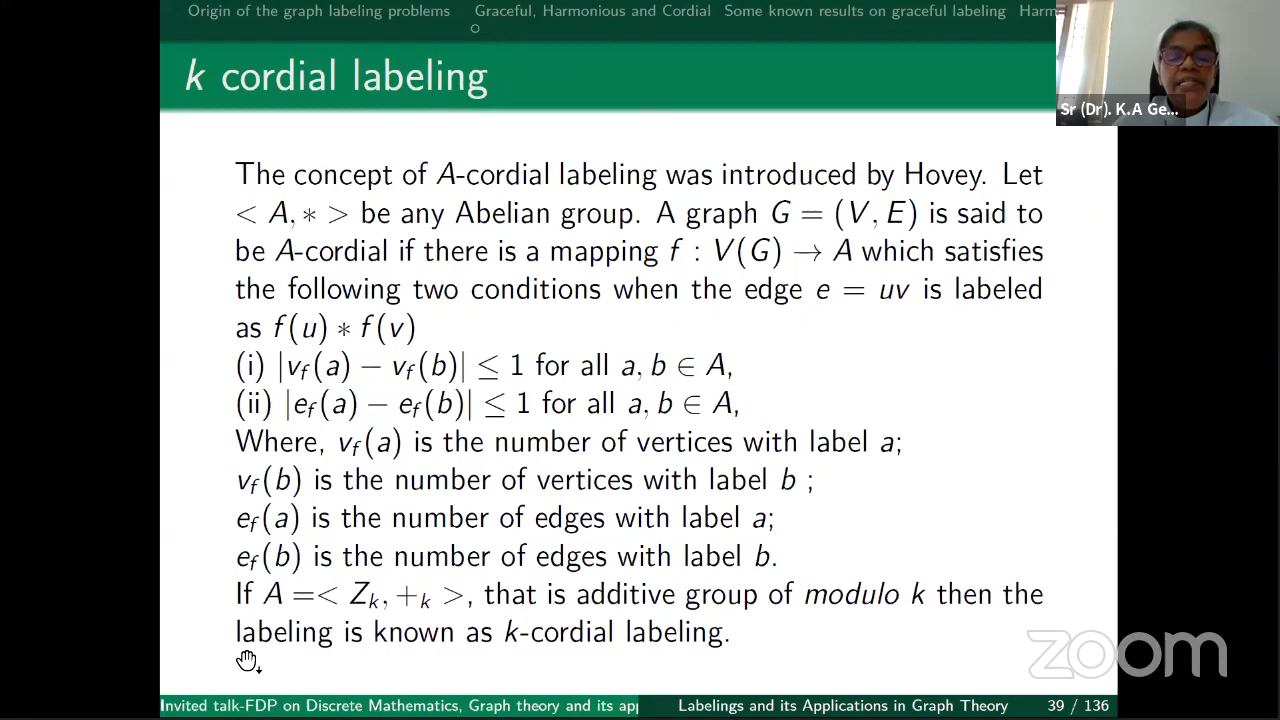 Origin of the graph labeling problems Graceful, Harmonious and Cordial Some known results on graceful labeling Harm
k cordial labeling
Sr (Dr). K.A Ge...
The concept of A-cordial labeling was introduced by Hovey. Let
< A, * > be any Abelian group. A graph G = (V, E) is said to
be A-cordial if there is a mapping f : V(G) → A which satisfies
the following two conditions when the edge e = uv is labeled
as f(u) * f(v)
(i) |v_f(a) − v_f(b)| ≤ 1 for all a, b ∈ A,
(ii) |e_f(a) − e_f(b)| ≤ 1 for all a, b ∈ A,
Where, v_f(a) is the number of vertices with label a;
v_f(b) is the number of vertices with label b ;
e_f(a) is the number of edges with label a;
e_f(b) is the number of edges with label b.
If A =< Z_k, +_k >, that is additive group of modulo k then the
labeling is known as k-cordial labeling.
zoom
Invited talk-FDP on Discrete Mathematics, Graph theory and its app Labelings and its Applications in Graph Theory 39 / 136